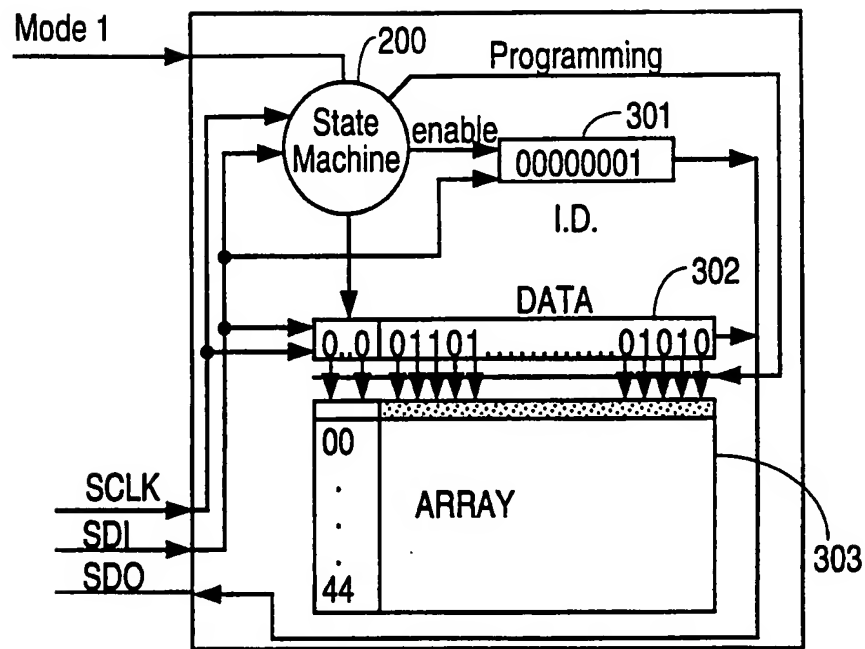 Mode 1
200
Programming
State
Machine
enable
301
00000001
I.D.
302
DATA
0..0 01101..............01010
00
.
.
.
44
ARRAY
SCLK
SDI
SDO
303